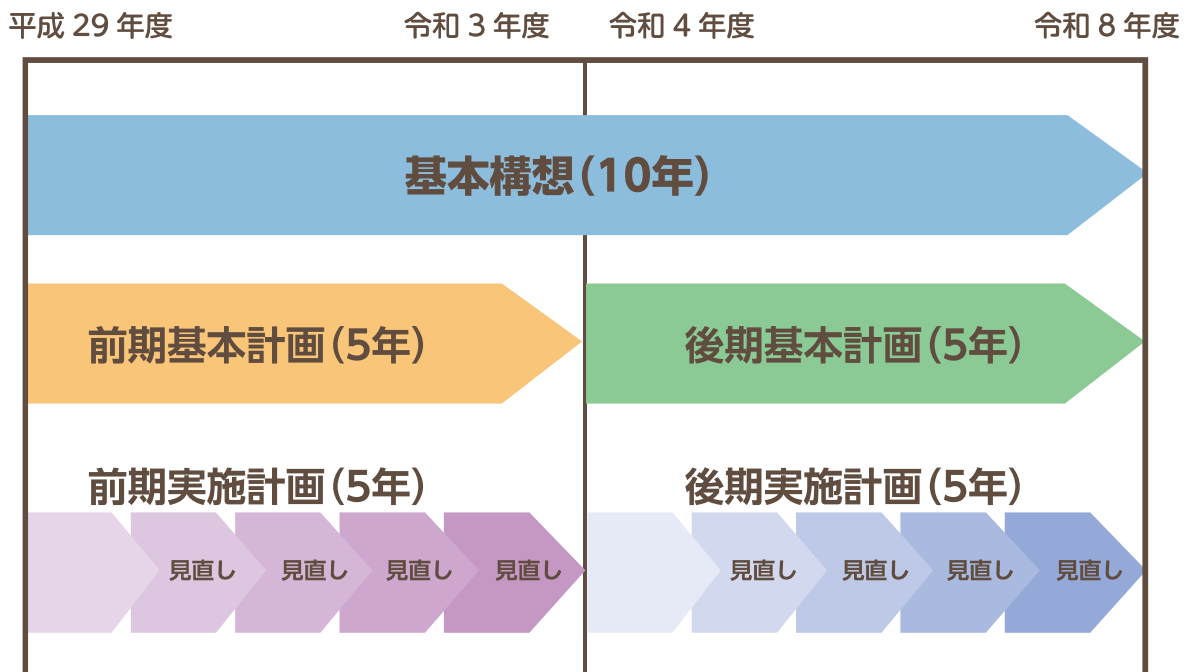 平成 29 年度 令和 3 年度 令和 4 年度 令和 8 年度
基本構想(10年)
前期基本計画(5年) 後期基本計画(5年)
前期実施計画(5年) 後期実施計画(5年)
見直し 見直し 見直し 見直し 見直し 見直し 見直し 見直し